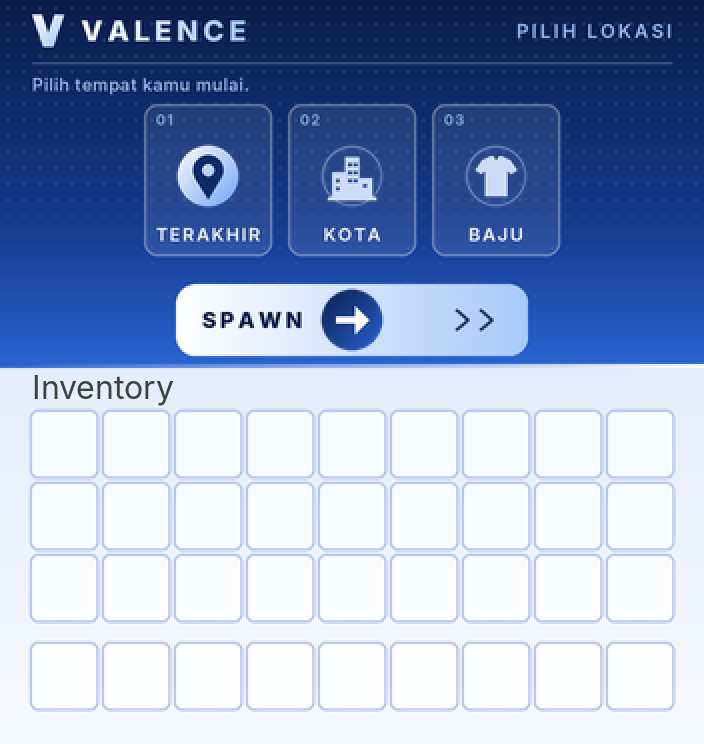 VALENCE
PILIH LOKASI
Pilih tempat kamu mulai.
01
02
03
TERAKHIR
KOTA
BAJU
SPAWN
>>
Inventory